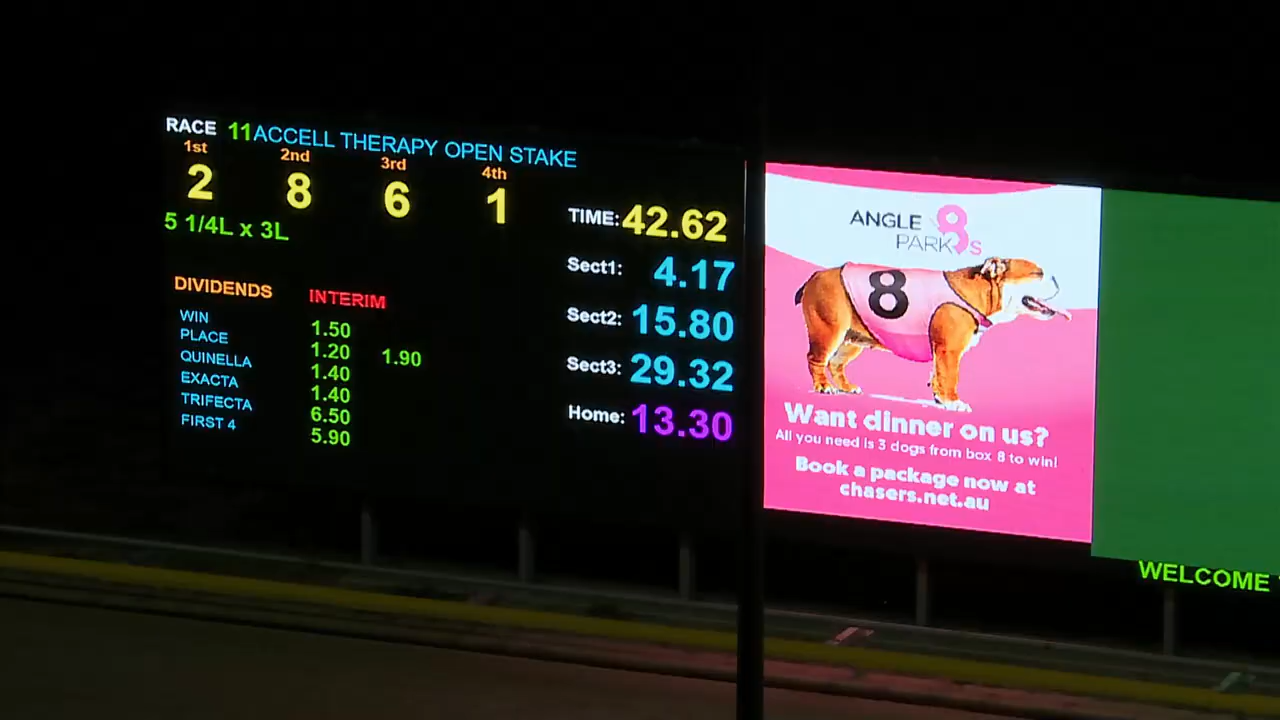 RACE 11ACCELL THERAPY OPEN STAKE
1st 2nd 3rd 4th
2 8 6 1
5 1/4L x 3L
TIME: 42.62
Sect1: 4.17
Sect2: 15.80
Sect3: 29.32
Home: 13.30
DIVIDENDS INTERIM
WIN 1.50
PLACE 1.20 1.90
QUINELLA 1.40
EXACTA 1.40
TRIFECTA 6.50
FIRST 4 5.90
ANGLE
PARK 8s
8
Want dinner on us?
All you need is 3 dogs from box 8 to win!
Book a package now at
chasers.net.au
WELCOME